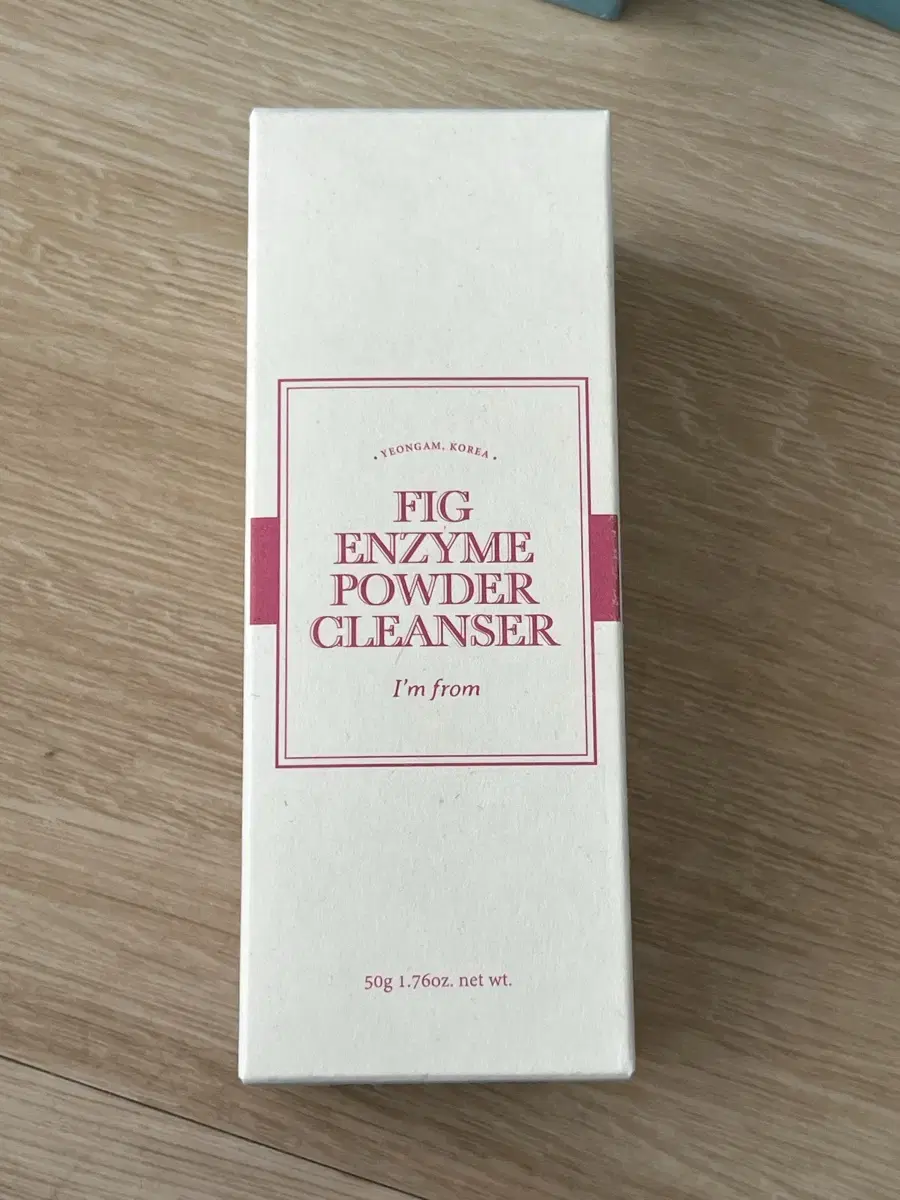 • YEONGAM, KOREA •
FIG
ENZYME
POWDER
CLEANSER
I'm from
50g 1.76oz. net wt.